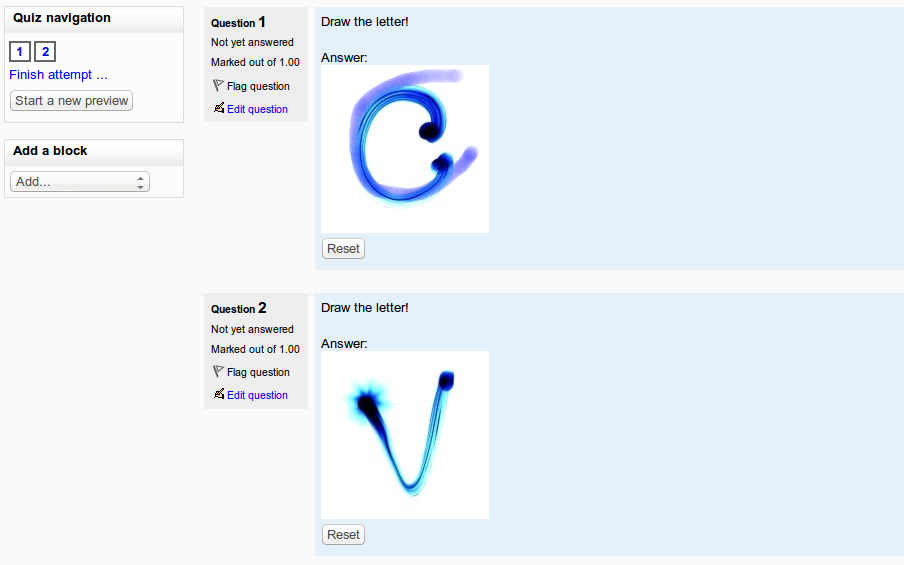 Quiz navigation
1 2
Finish attempt ...
Start a new preview
Add a block
Add...
Question 1
Not yet answered
Marked out of 1.00
Flag question
Edit question
Draw the letter!
Answer:
C
Reset
Question 2
Not yet answered
Marked out of 1.00
Flag question
Edit question
Draw the letter!
Answer:
V
Reset